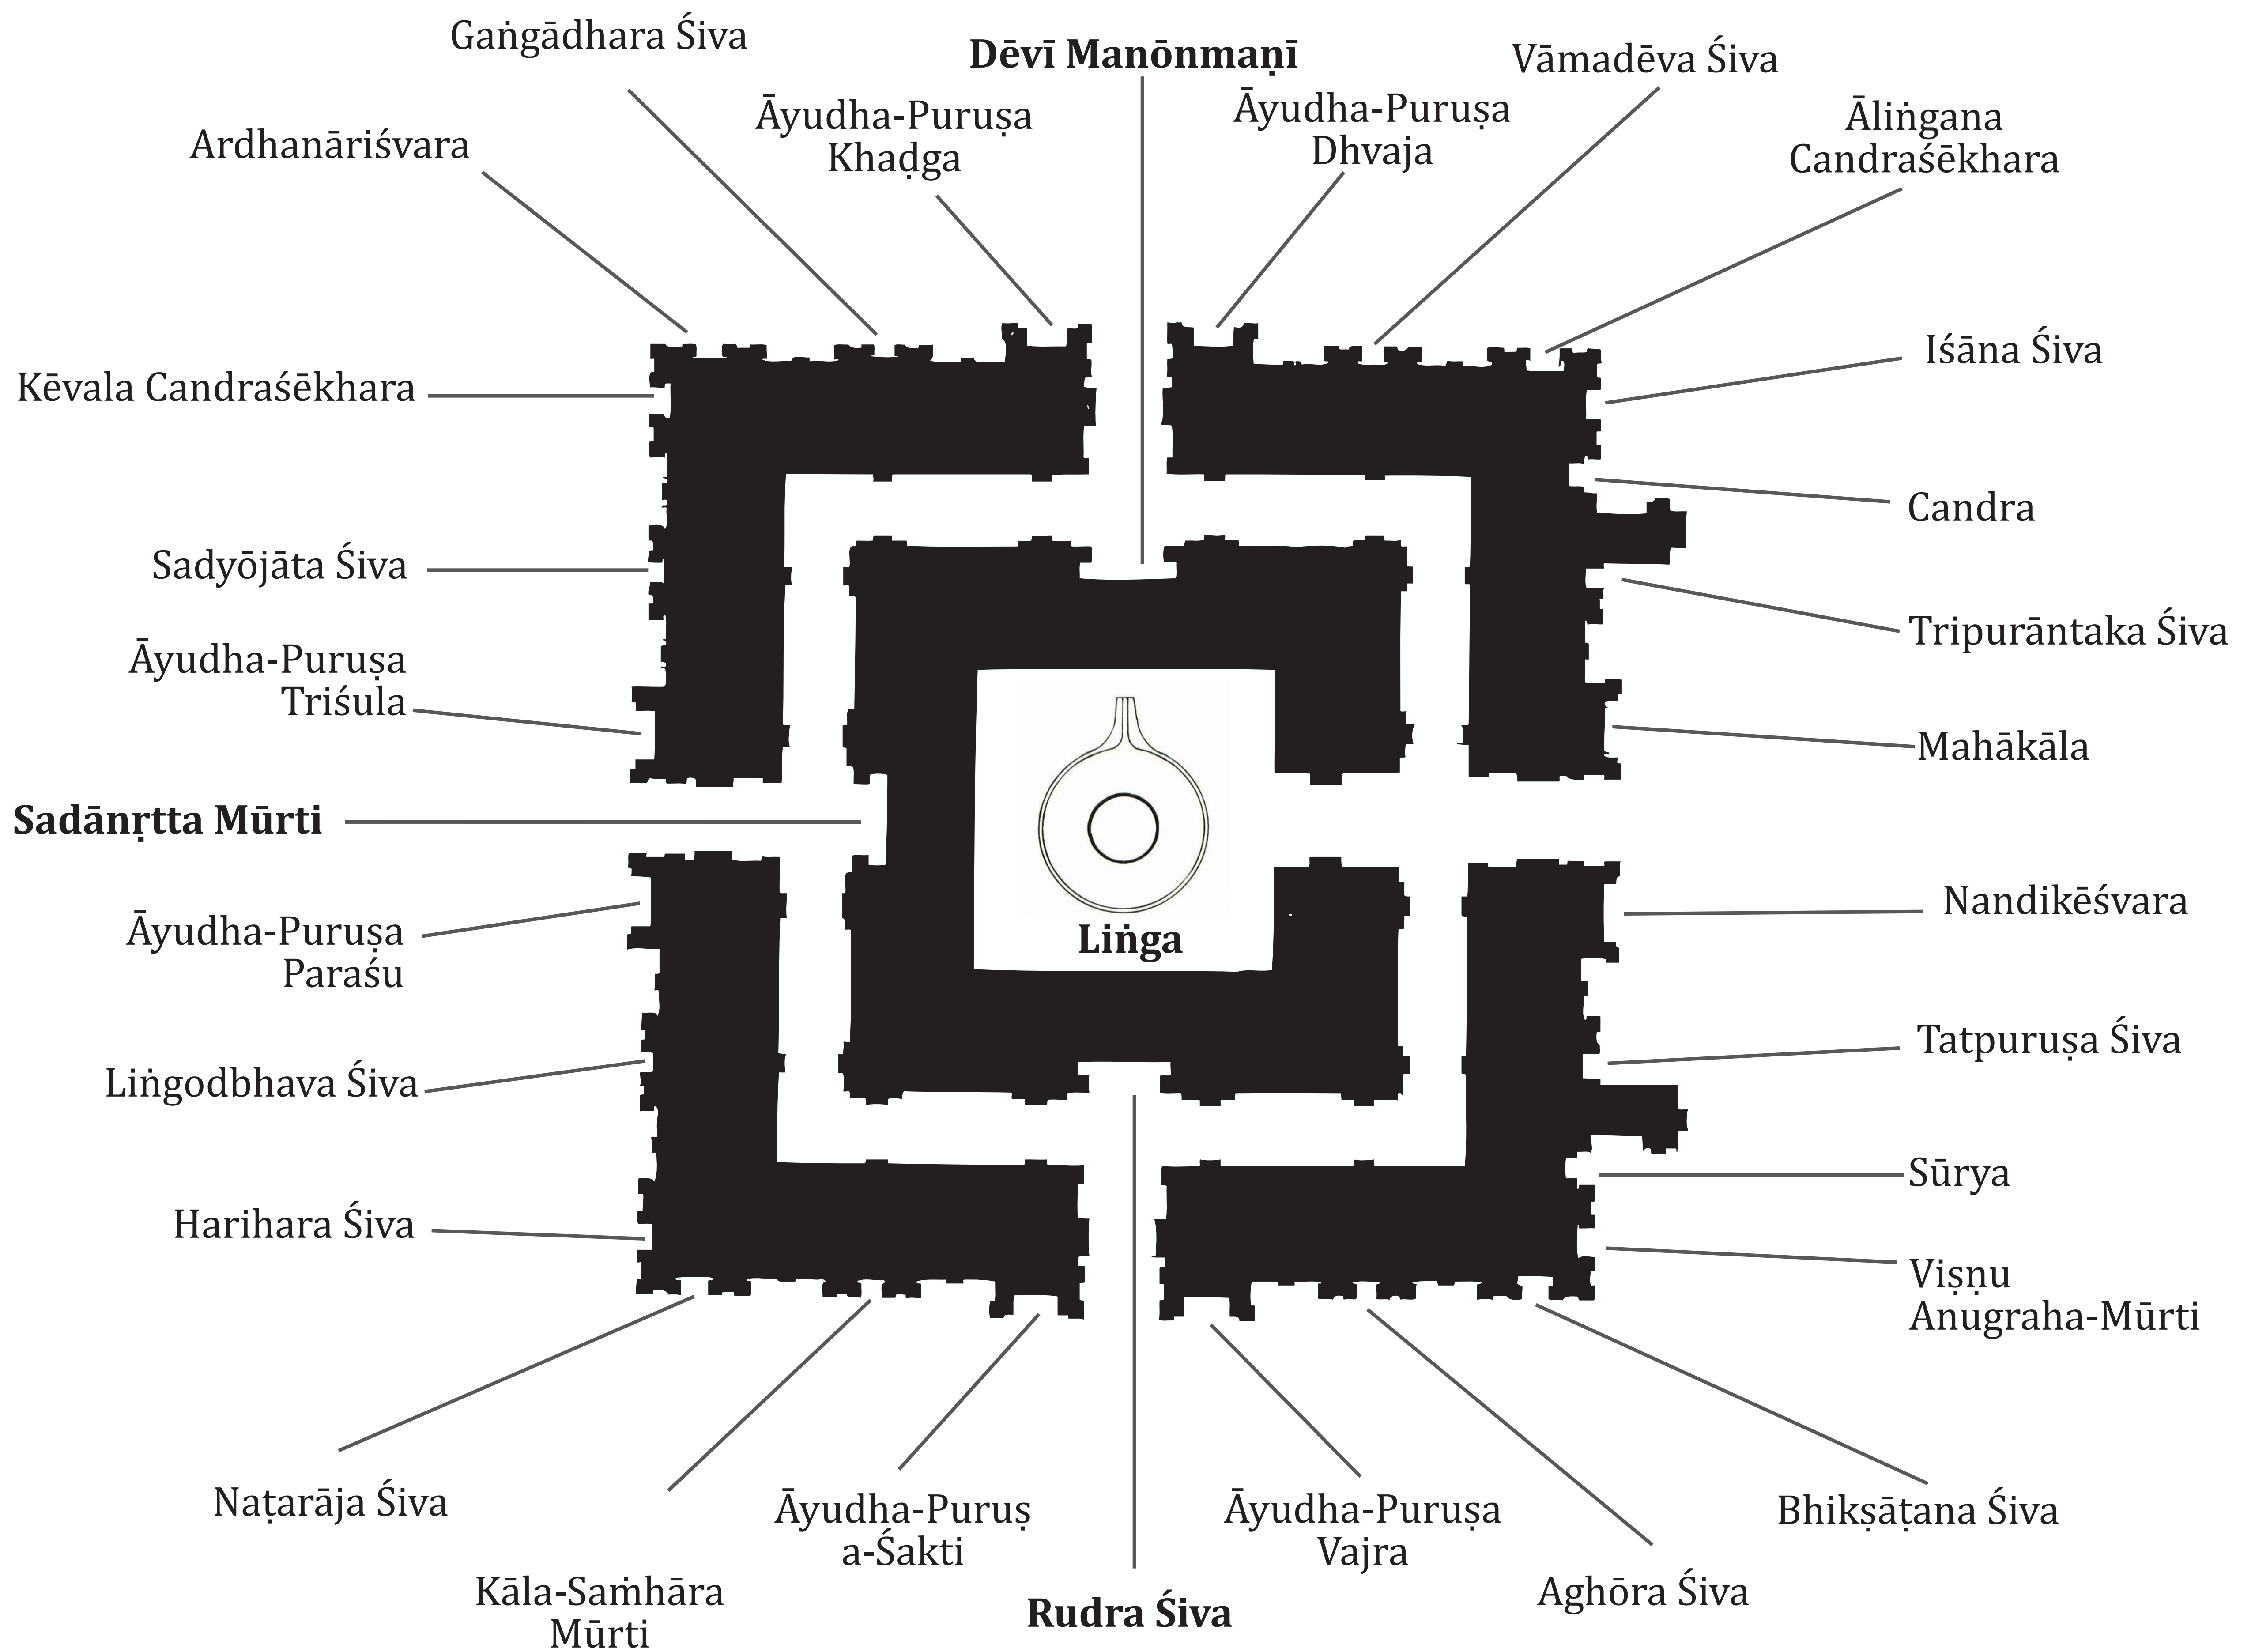 Gaṅgādhara Śiva
Dēvī Manōnmaṇī
Vāmadēva Śiva
Āyudha-Puruṣa
Khaḍga
Āyudha-Puruṣa
Dhvaja
Āliṅgana
Candraśēkhara
Ardhanāriśvara
Iśāna Śiva
Kēvala Candraśēkhara
Candra
Sadyōjāta Śiva
Tripurāntaka Śiva
Āyudha-Puruṣa
Triśula
Mahākāla
Sadānṛtta Mūrti
Nandikēśvara
Āyudha-Puruṣa
Paraśu
Liṅga
Tatpuruṣa Śiva
Liṅgodbhava Śiva
Sūrya
Harihara Śiva
Viṣṇu
Anugraha-Mūrti
Naṭarāja Śiva
Āyudha-Puruṣ
a-Śakti
Āyudha-Puruṣa
Vajra
Bhikṣāṭana Śiva
Kāla-Saṁhāra
Mūrti
Rudra Śiva
Aghōra Śiva